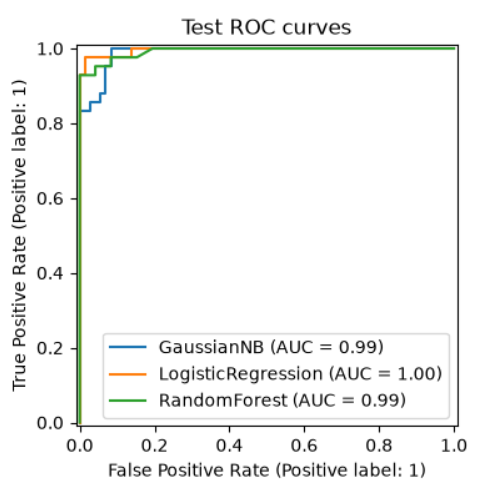 Test ROC curves
True Positive Rate (Positive label: 1)
1.0
0.8
0.6
0.4
0.2
0.0
GaussianNB (AUC = 0.99)
LogisticRegression (AUC = 1.00)
RandomForest (AUC = 0.99)
0.0 0.2 0.4 0.6 0.8 1.0
False Positive Rate (Positive label: 1)